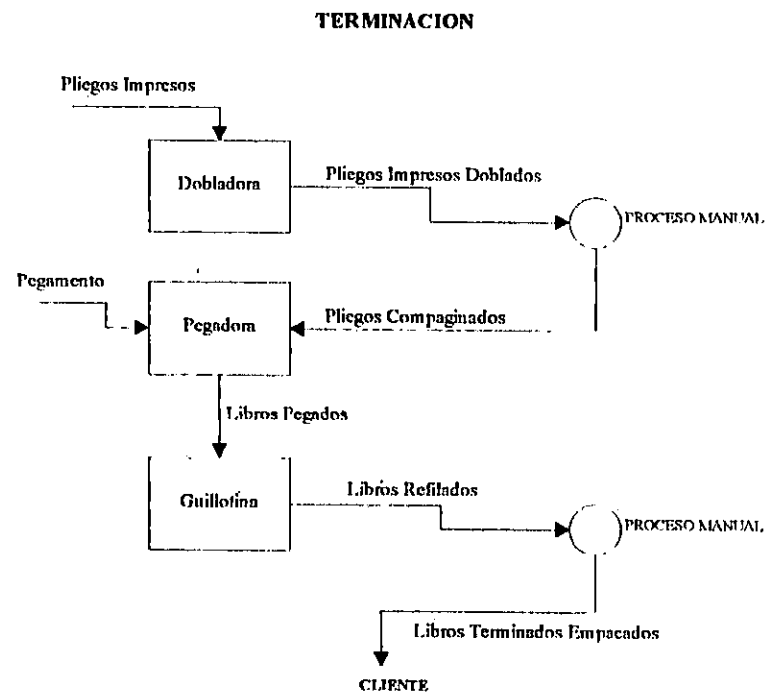 TERMINACION
Pliegos Impresos
Dobladora
Pliegos Impresos Doblados
PROCESO MANUAL
Pegamento
Pegadora
Pliegos Compaginados
Libros Pegados
Guillotina
Libros Refilados
PROCESO MANUAL
Libros Terminados Empacados
CLIENTE